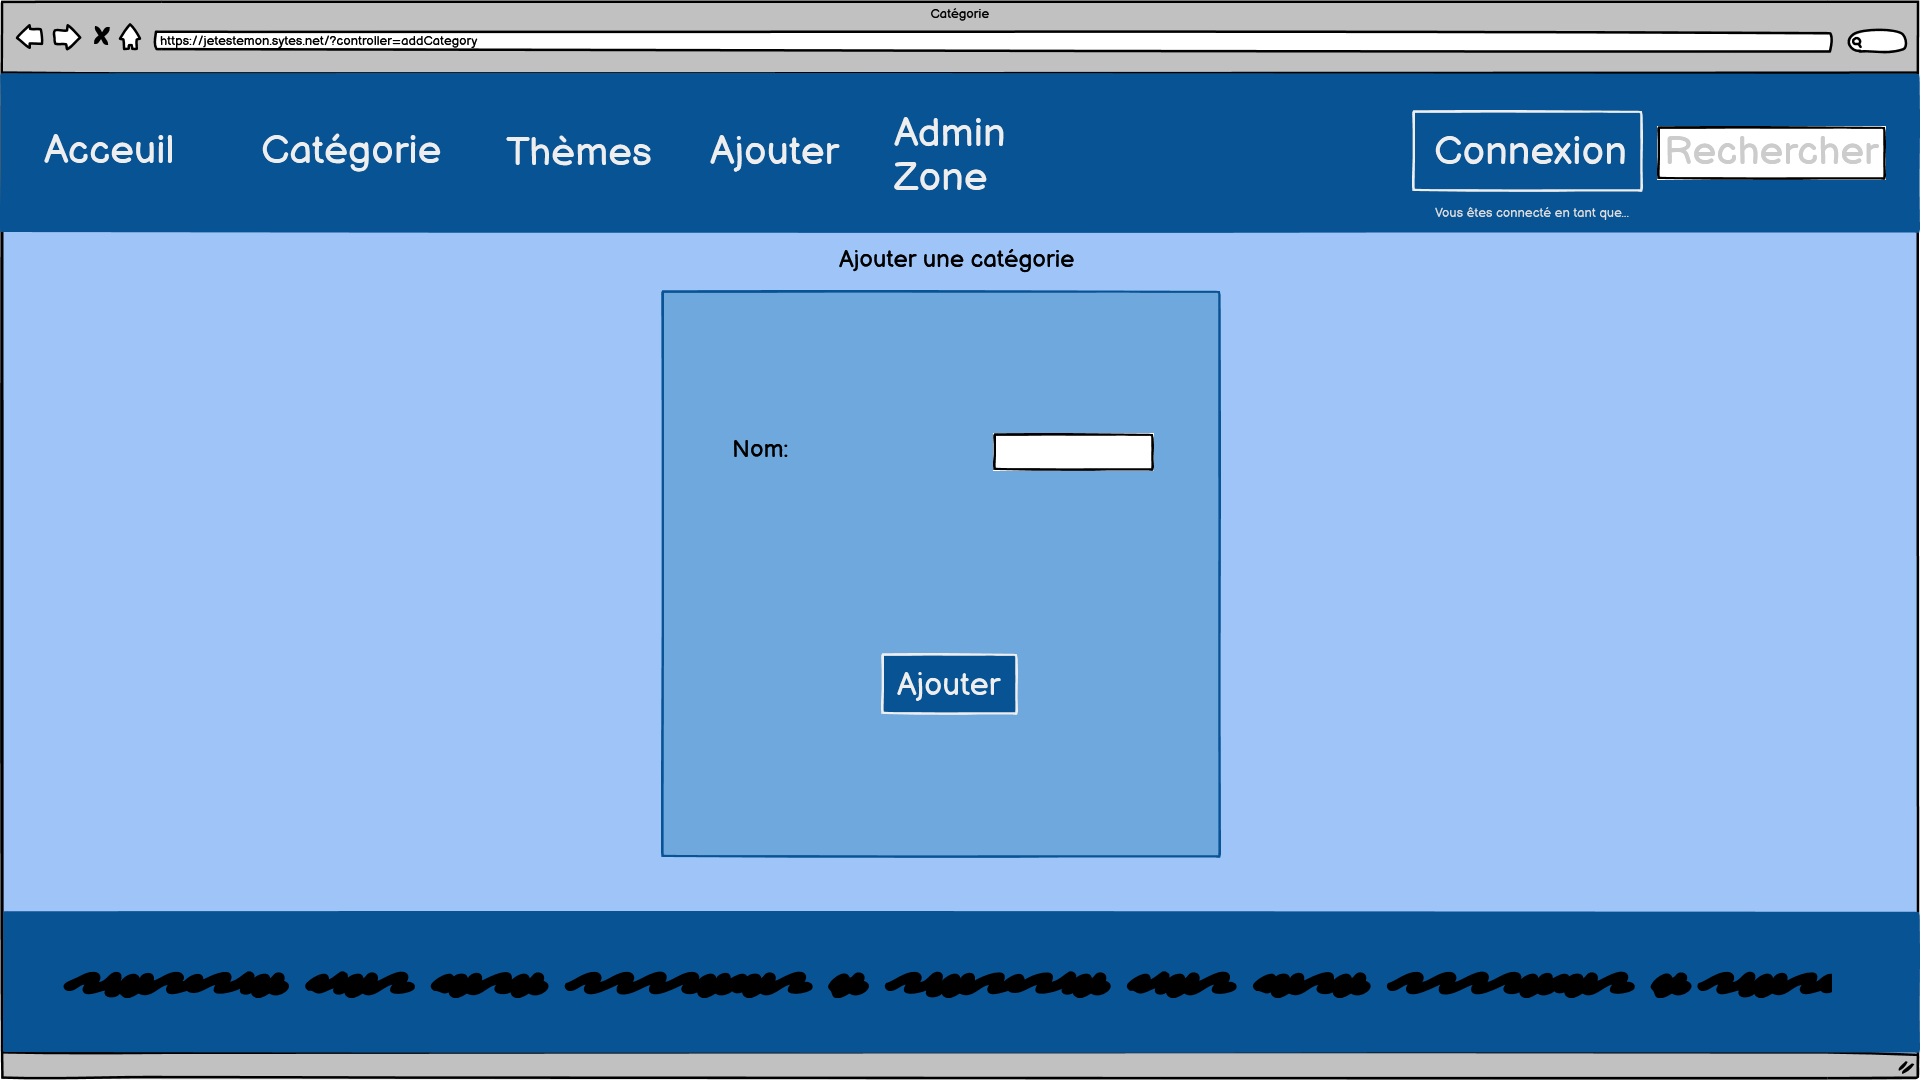 Catégorie
https://jetestemon.sytes.net/?controller=addCategory
Acceuil
Catégorie
Thèmes
Ajouter
Admin
Zone
Connexion
Rechercher
Vous êtes connecté en tant que...
Ajouter une catégorie
Nom:
Ajouter